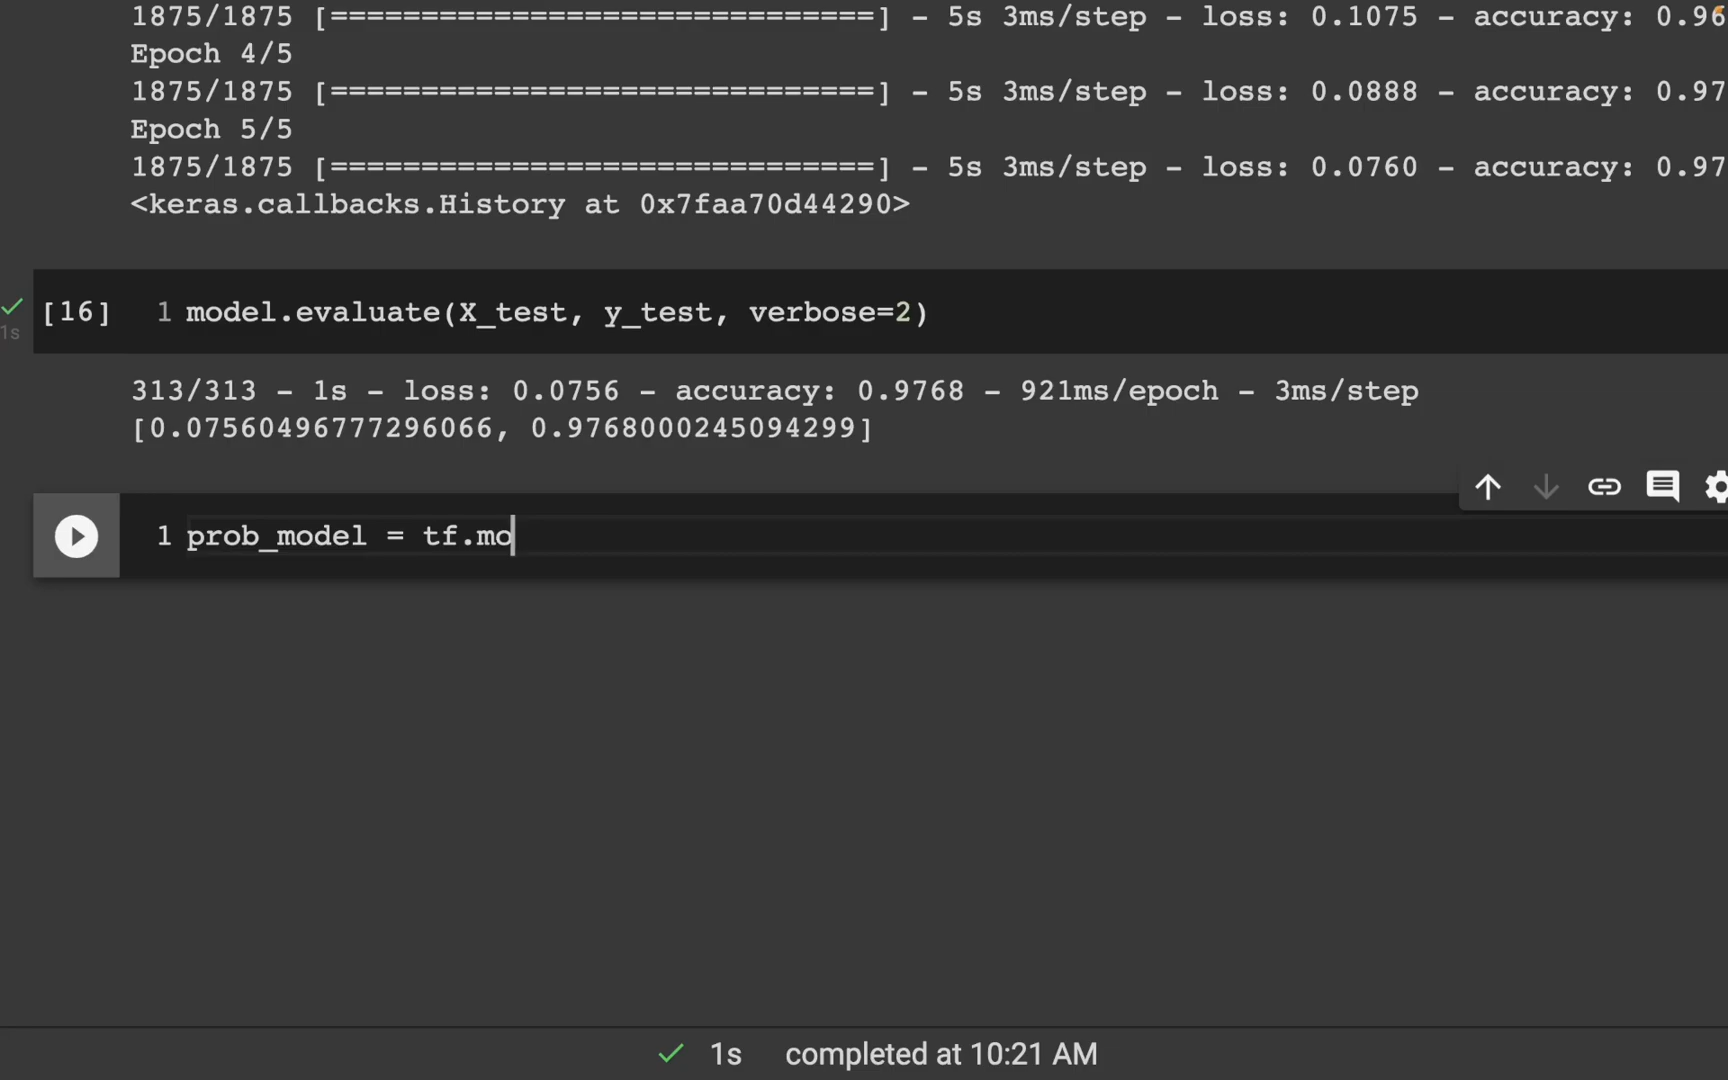 1875/1875 [==============================] - 5s 3ms/step - loss: 0.1075 - accuracy: 0.96
Epoch 4/5
1875/1875 [==============================] - 5s 3ms/step - loss: 0.0888 - accuracy: 0.97
Epoch 5/5
1875/1875 [==============================] - 5s 3ms/step - loss: 0.0760 - accuracy: 0.97
<keras.callbacks.History at 0x7faa70d44290>
[16] 1 model.evaluate(X_test, y_test, verbose=2)
1s
313/313 - 1s - loss: 0.0756 - accuracy: 0.9768 - 921ms/epoch - 3ms/step
[0.07560496777296066, 0.9768000245094299]
1 prob_model = tf.mo
1s completed at 10:21 AM